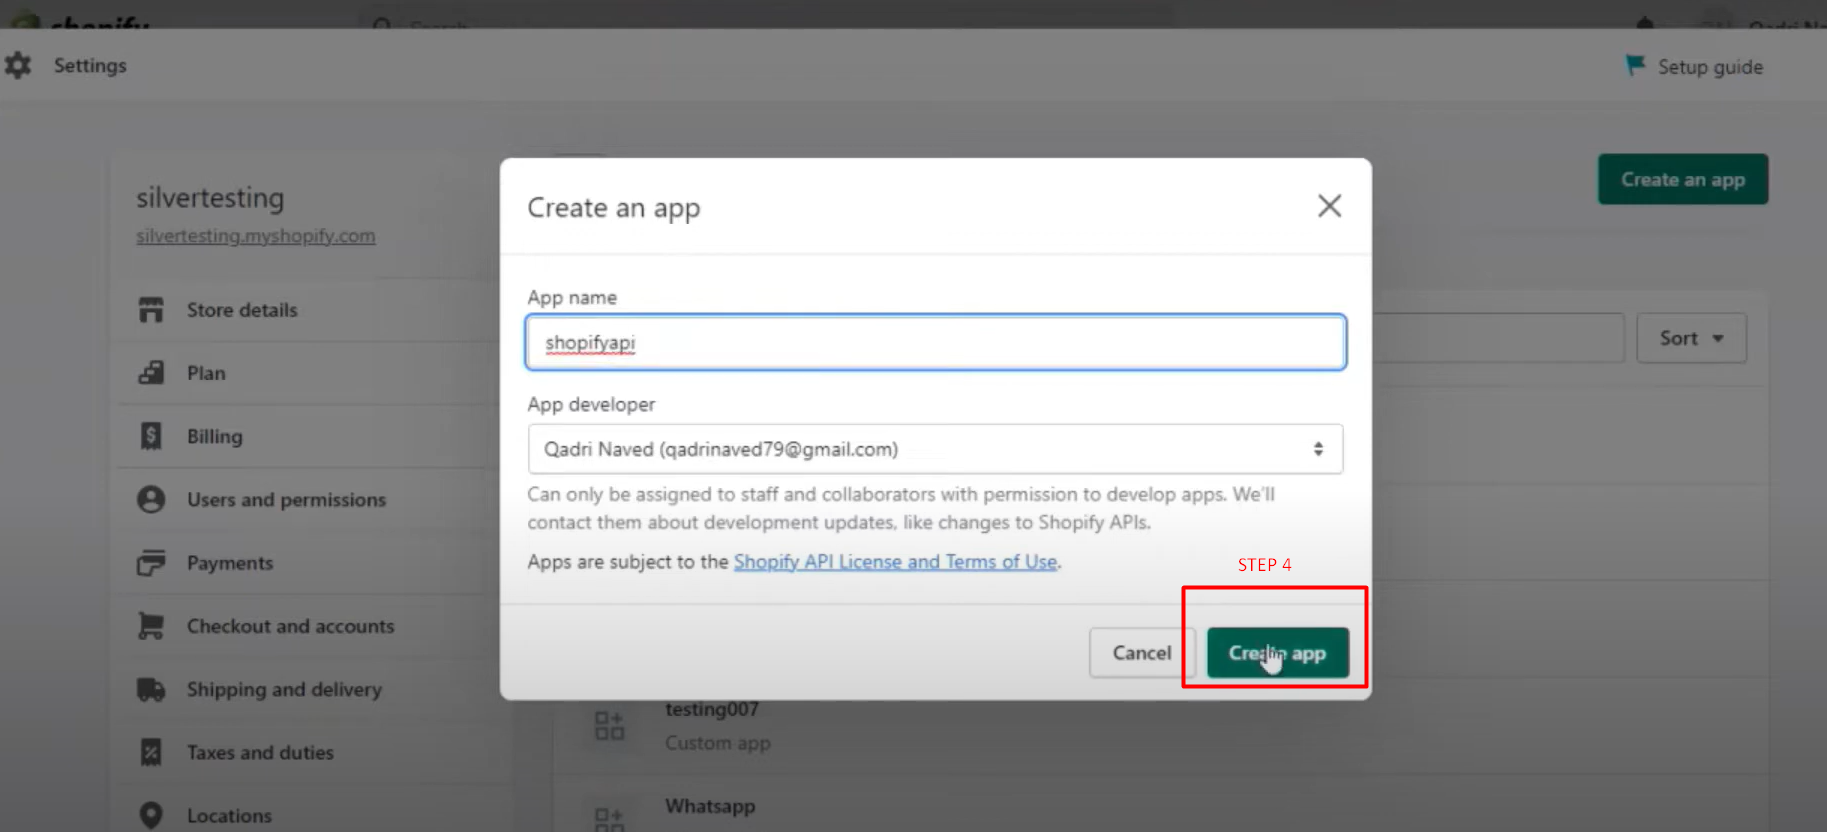 shopify
Search
Settings
Setup guide
silvertesting
silvertesting.myshopify.com
Create an app
Store details
Plan
Billing
Users and permissions
Payments
Checkout and accounts
Shipping and delivery
Taxes and duties
Locations
Create an app
App name
shopifyapi
App developer
Qadri Naved (qadrinaved79@gmail.com)
Can only be assigned to staff and collaborators with permission to develop apps. We'll
contact them about development updates, like changes to Shopify APIs.
Apps are subject to the Shopify API License and Terms of Use.
STEP 4
Cancel
Create app
Sort
testing007
Custom app
Whatsapp